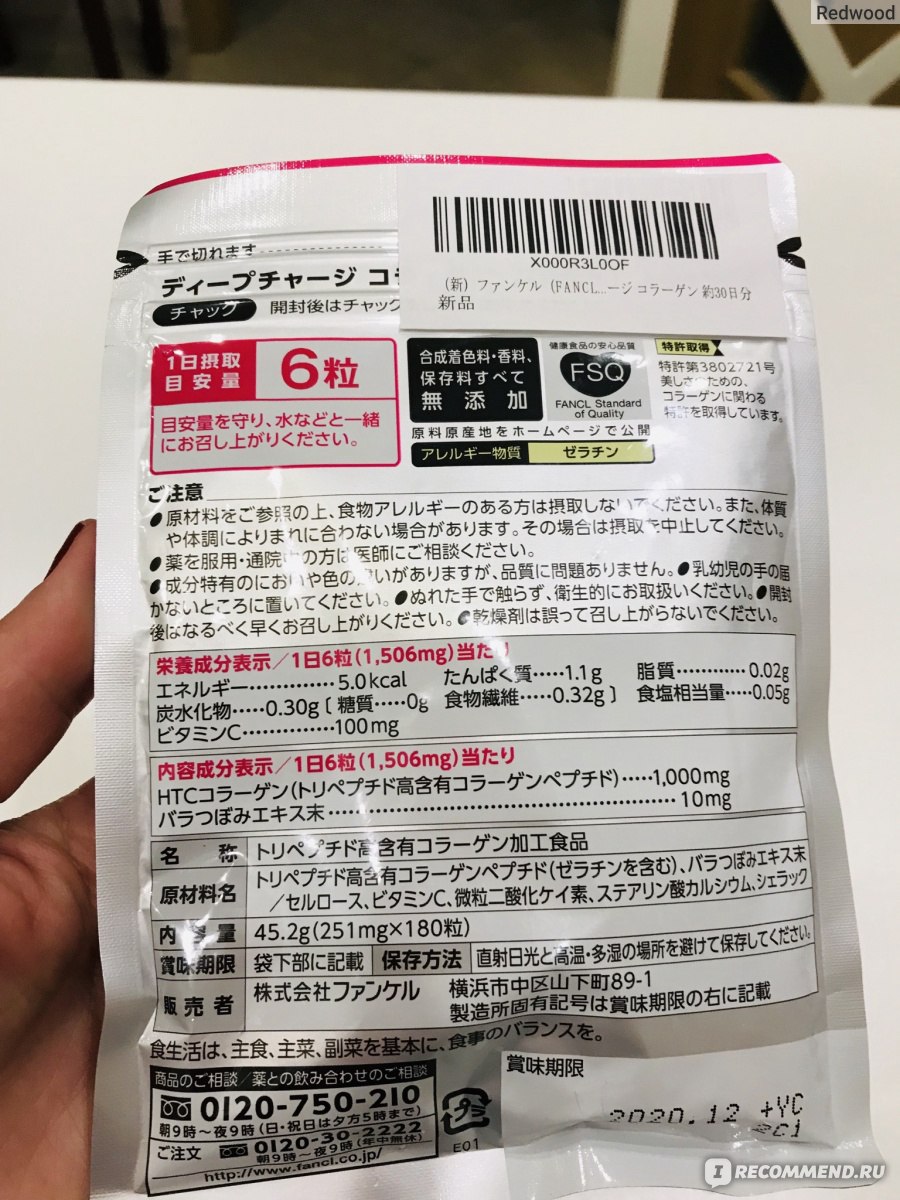 Redwood
X000R3L0OF
(新) ファンケル (FANCL...ージ コラーゲン 約30日分
新品
手で切れます
ディープチャージ コラ
チャック 開封後はチャック
1日摂取
目安量 6粒
目安量を守り、水などと一緒
にお召し上がりください。
合成着色料・香料、
保存料すべて
無添加
健康食品の安心品質
FSQ
FANCL Standard
of Quality
特許取得
特許第3802721号
美しさのための、
コラーゲンに関わる
特許を取得しています。
原料原産地をホームページで公開
アレルギー物質 ゼラチン
ご注意
●原材料をご参照の上、食物アレルギーのある方は摂取しないでください。また、体質
や体調によりまれに合わない場合があります。その場合は摂取を中止してください。
●薬を服用・通院中の方は医師にご相談ください。
●成分特有のにおいや色の違いがありますが、品質に問題ありません。●乳幼児の手の届
かないところに置いてください。●ぬれた手で触らず、衛生的にお取扱いください。●開封
後はなるべく早くお召し上がりください。●乾燥剤は誤って召し上がらないでください。
栄養成分表示/1日6粒(1,506mg)当たり
エネルギー……………5.0kcal たんぱく質……1.1g 脂質…………0.02g
炭水化物……0.30g〔 糖質……0g 食物繊維……0.32g 〕 食塩相当量……0.05g
ビタミンC……………100mg
内容成分表示/1日6粒(1,506mg)当たり
HTCコラーゲン(トリペプチド高含有コラーゲンペプチド)……1,000mg
バラつぼみエキス末……………………………………………10mg
名称 トリペプチド高含有コラーゲン加工食品
原材料名 トリペプチド高含有コラーゲンペプチド(ゼラチンを含む)、バラつぼみエキス末
/セルロース、ビタミンC、微粒二酸化ケイ素、ステアリン酸カルシウム、シェラック
内容量 45.2g(251mg×180粒)
賞味期限 袋下部に記載 保存方法 直射日光と高温・多湿の場所を避けて保存してください。
販売者 株式会社ファンケル 横浜市中区山下町89-1
製造所固有記号は賞味期限の右に記載
食生活は、主食、主菜、副菜を基本に、食事のバランスを。
商品のご相談/薬との飲み合わせのご相談
0120-750-210
朝9時〜夜9時(日・祝日は夕方5時まで)
ご注文 0120-30-2222
朝9時〜夜9時(年中無休)
http://www.fancl.co.jp/
プラ
E01
賞味期限
2020.12 +YC
2C1
IRECOMMEND.RU